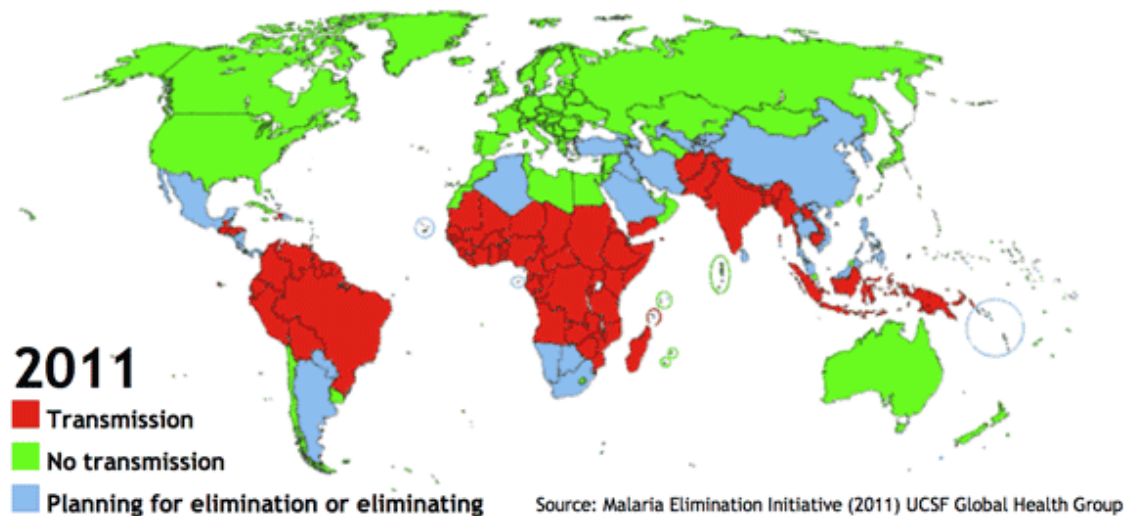 2011
Transmission
No transmission
Planning for elimination or eliminating
Source: Malaria Elimination Initiative (2011) UCSF Global Health Group